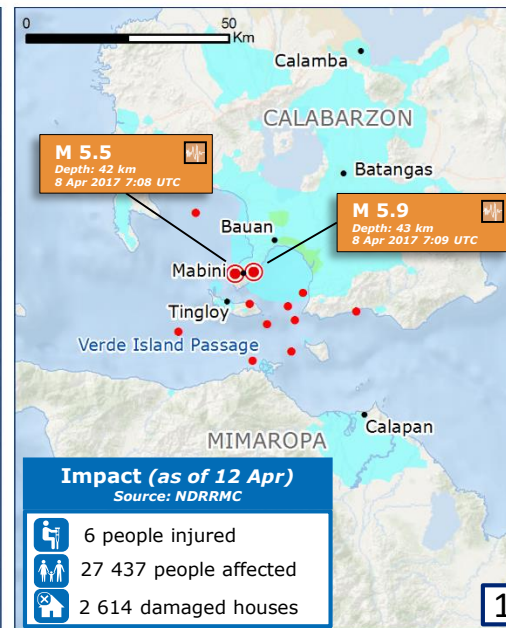 0 50
Km
Calamba
CALABARZON
M 5.5
Depth: 42 km
8 Apr 2017 7:08 UTC
Batangas
M 5.9
Depth: 43 km
8 Apr 2017 7:09 UTC
Bauan
Mabini
Tingloy
Verde Island Passage
Calapan
MIMAROPA
Impact (as of 12 Apr)
Source: NDRRMC
6 people injured
27 437 people affected
2 614 damaged houses
1